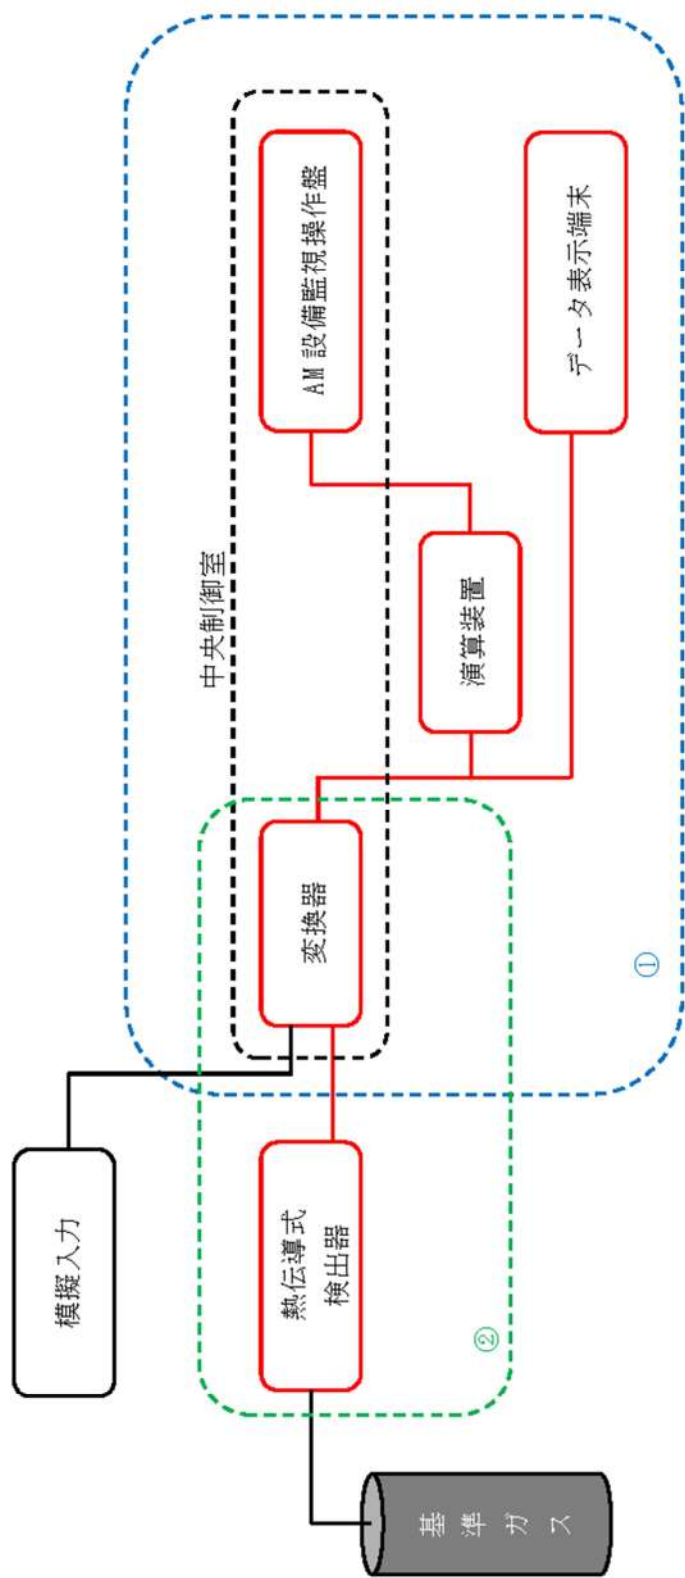 模擬入力
中央制御室
基準ガス
熱伝導式
検出器
変換器
演算装置
AM 設備監視操作盤
データ表示端末
②
①